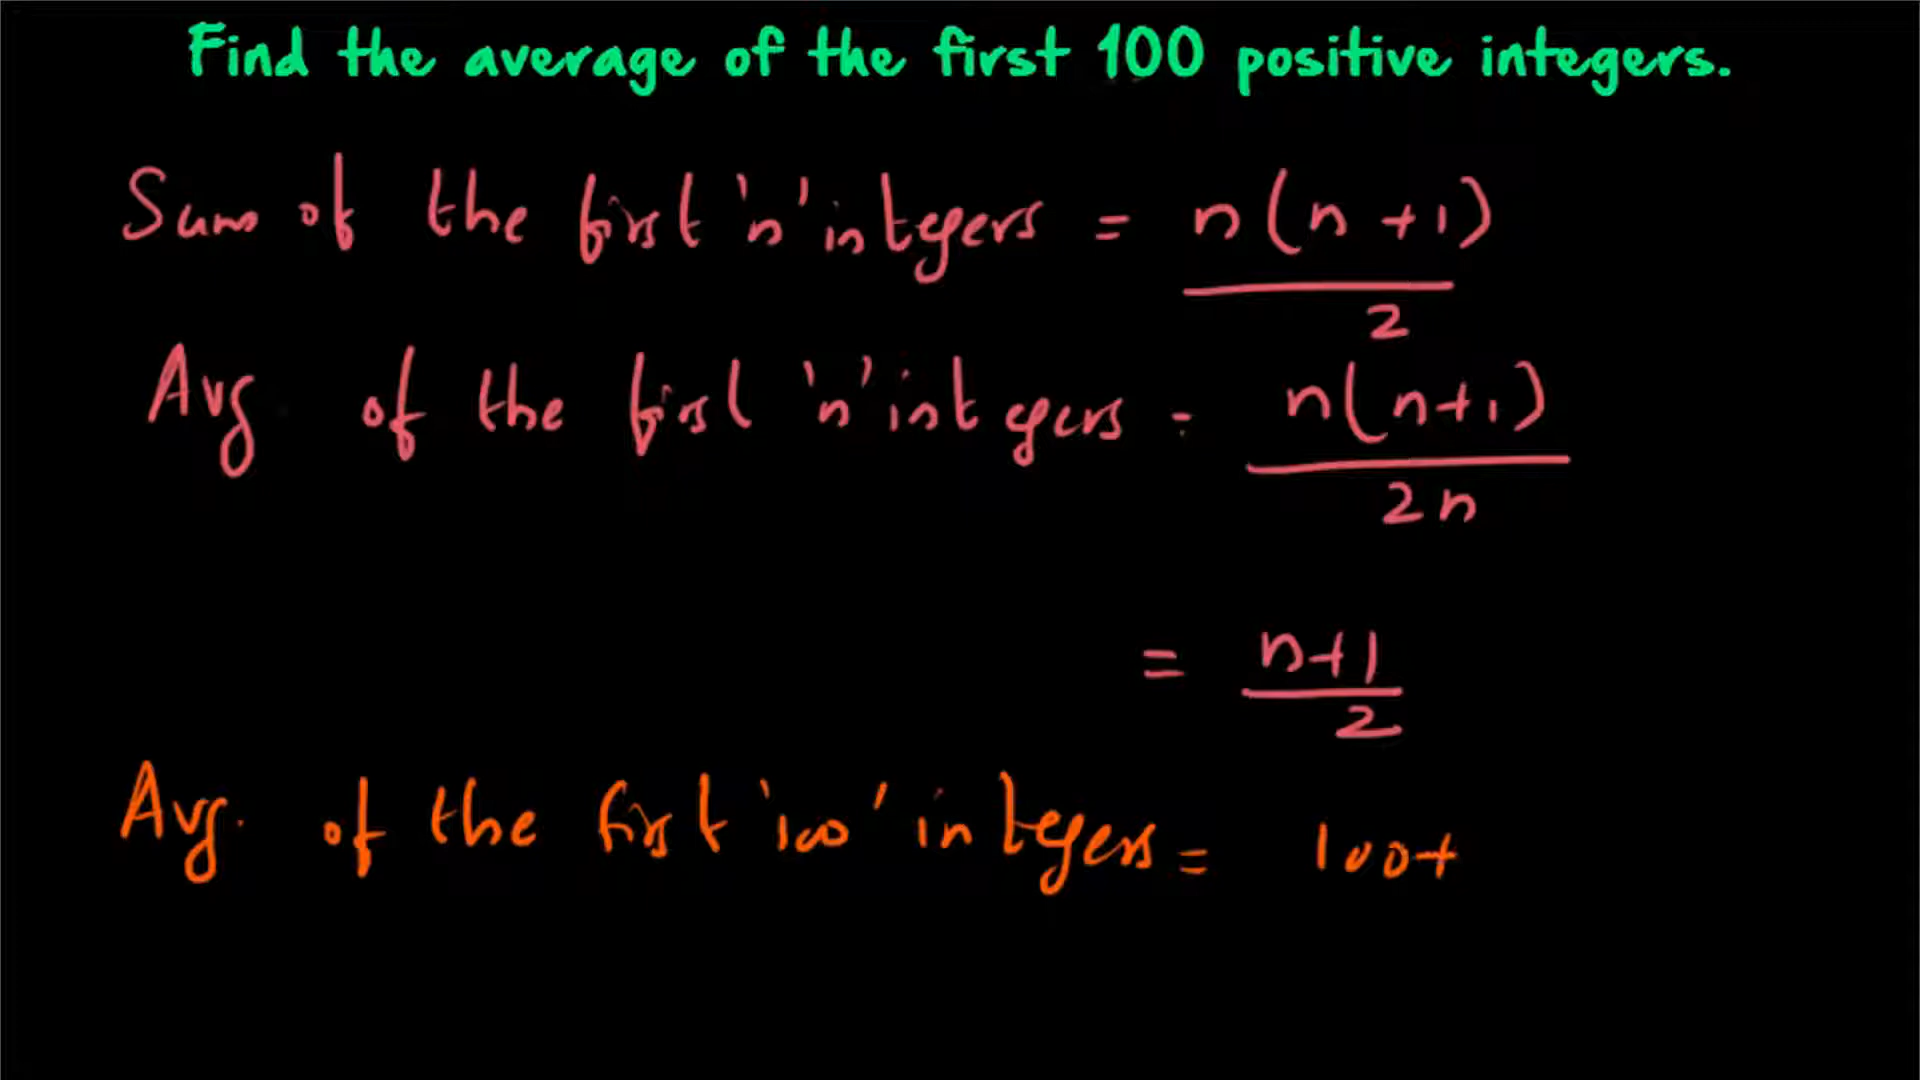 Find the average of the first 100 positive integers.
Sum of the first 'n' integers = n(n+1)
2
Avg of the first 'n' integers = n(n+1)
2n
= n+1
2
Avg. of the first '100' integers = 100+